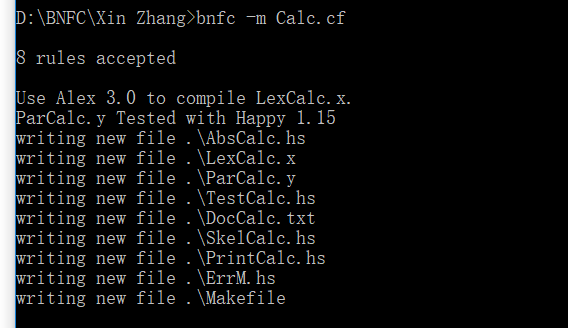 D:\BNFC\Xin Zhang>bnfc -m Calc.cf
8 rules accepted
Use Alex 3.0 to compile LexCalc.x.
ParCalc.y Tested with Happy 1.15
writing new file .\AbsCalc.hs
writing new file .\LexCalc.x
writing new file .\ParCalc.y
writing new file .\TestCalc.hs
writing new file .\DocCalc.txt
writing new file .\SkelCalc.hs
writing new file .\PrintCalc.hs
writing new file .\ErrM.hs
writing new file .\Makefile